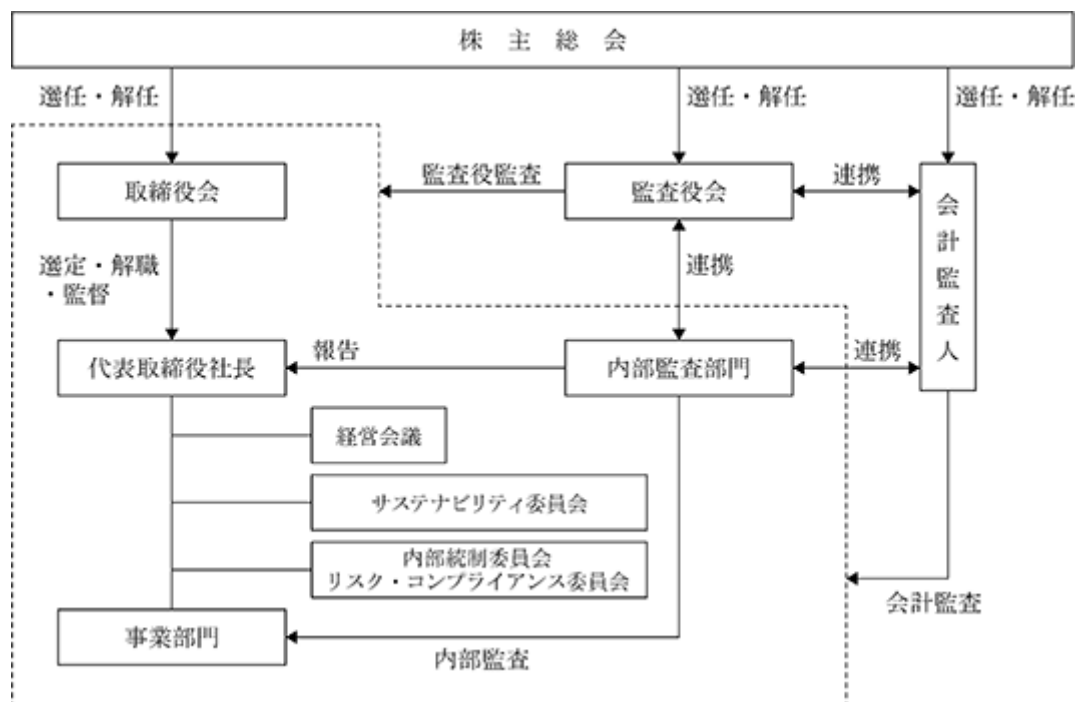 株主総会
選任・解任
選任・解任
選任・解任
取締役会
監査役監査
監査役会
連携
会計監査人
選定・解職
・監督
連携
代表取締役社長
報告
内部監査部門
連携
経営会議
サステナビリティ委員会
内部統制委員会
リスク・コンプライアンス委員会
会計監査
事業部門
内部監査